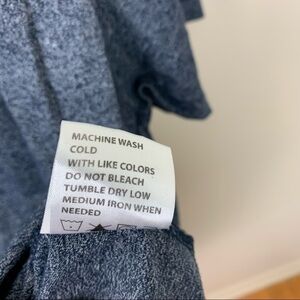 MACHINE WASH
COLD
WITH LIKE COLORS
DO NOT BLEACH
TUMBLE DRY LOW
MEDIUM IRON WHEN
NEEDED